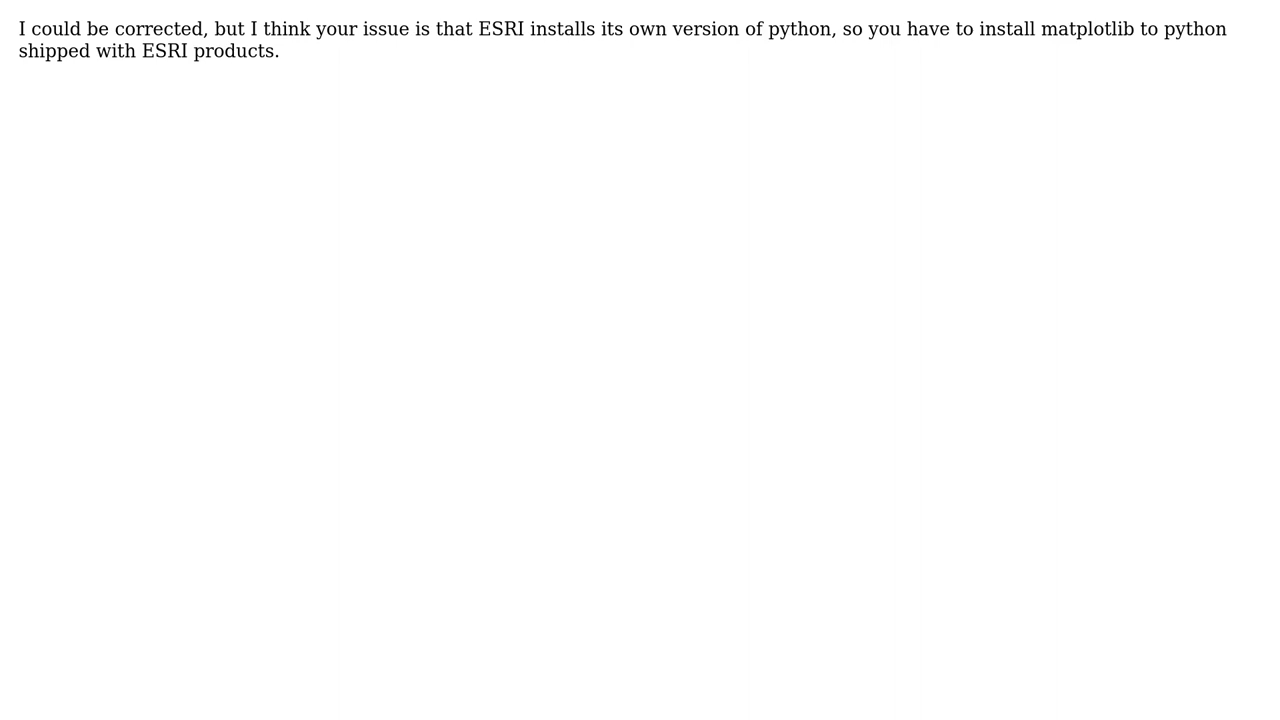 I could be corrected, but I think your issue is that ESRI installs its own version of python, so you have to install matplotlib to python
shipped with ESRI products.